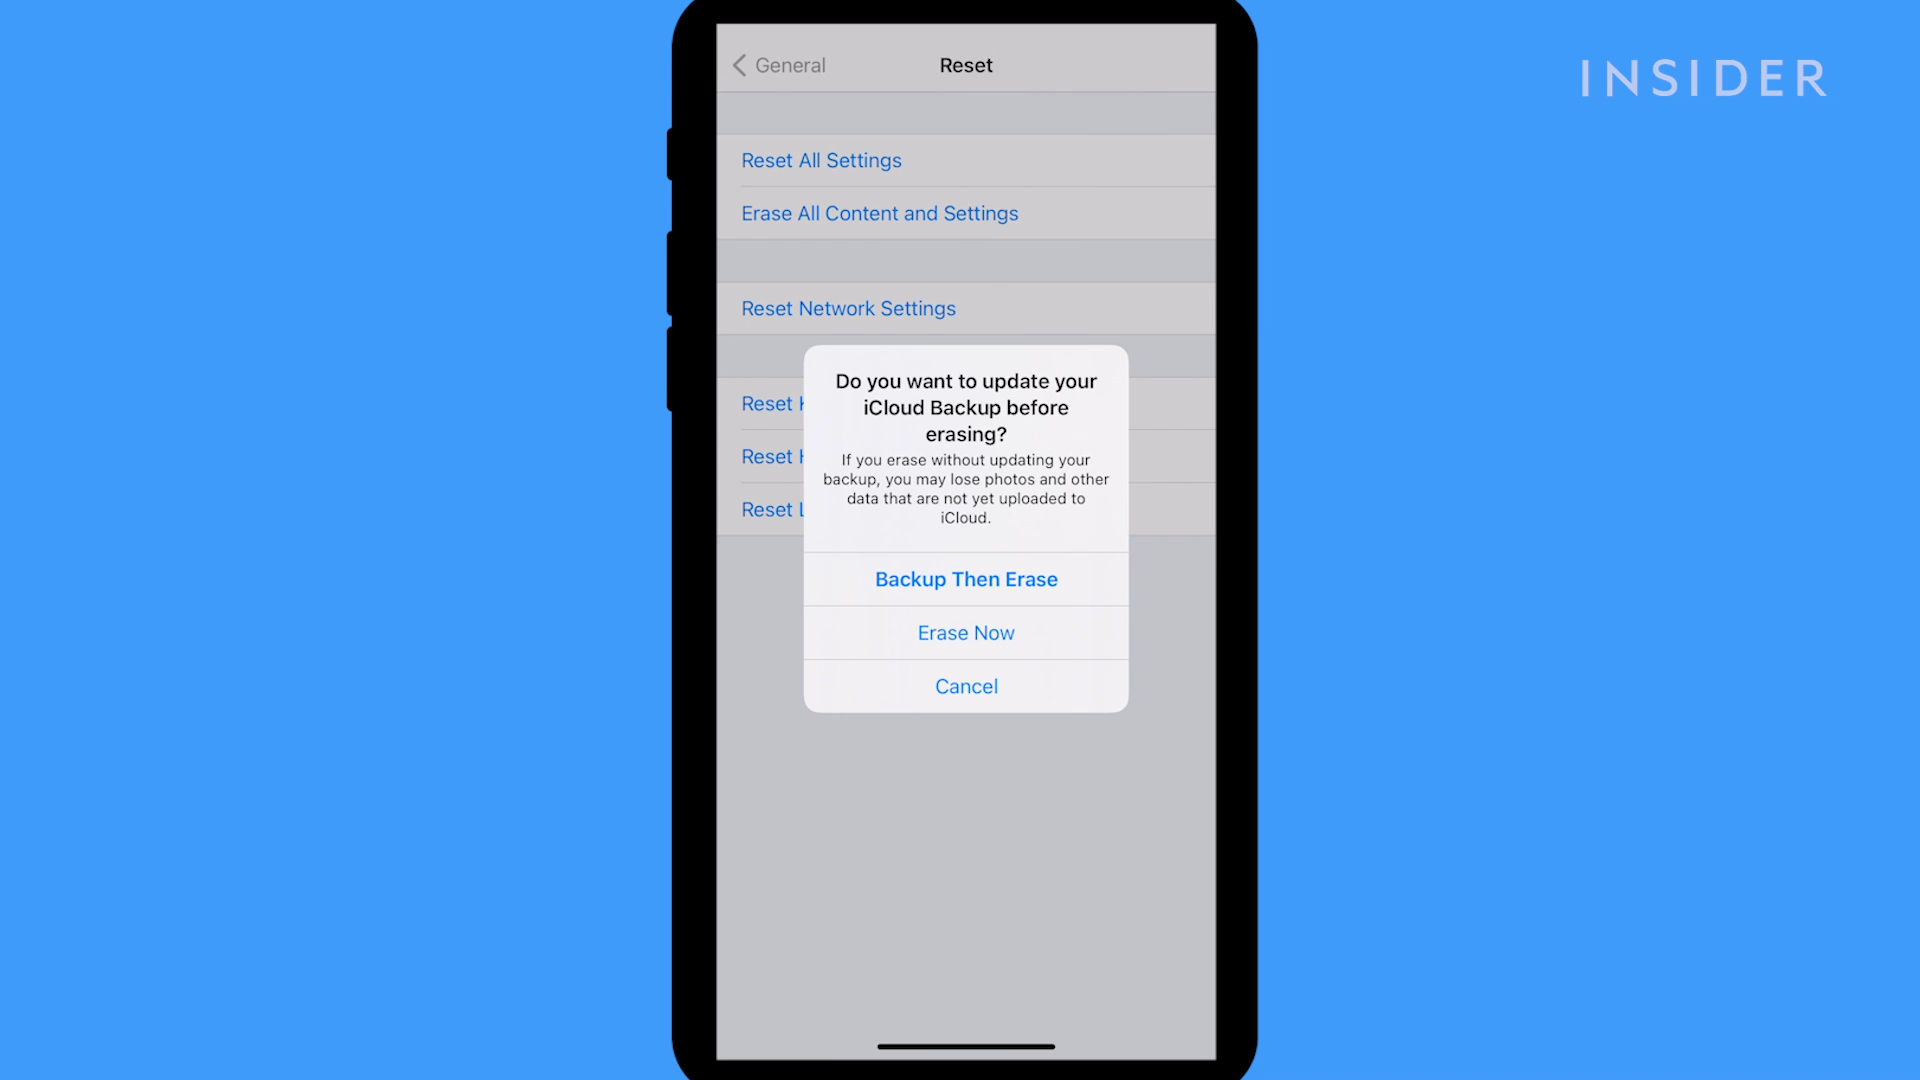 General
Reset
INSIDER
Reset All Settings
Erase All Content and Settings
Reset Network Settings
Reset
Reset
Reset
Do you want to update your
iCloud Backup before
erasing?
If you erase without updating your
backup, you may lose photos and other
data that are not yet uploaded to
iCloud.
Backup Then Erase
Erase Now
Cancel